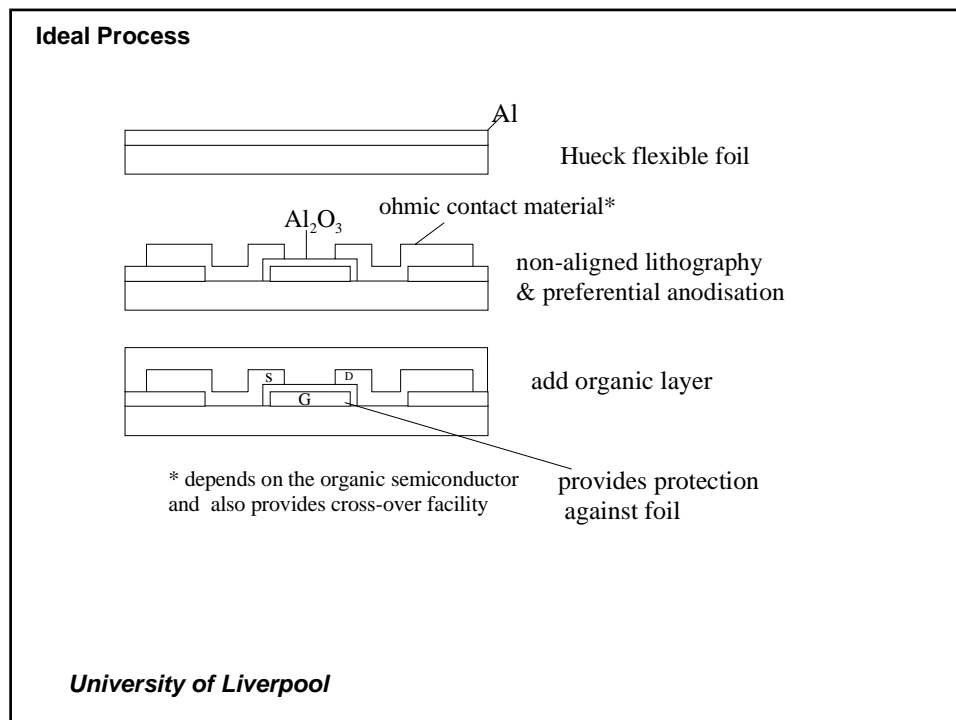 Ideal Process
Al
Hueck flexible foil
ohmic contact material*
Al₂O₃
non-aligned lithography
& preferential anodisation
S
D
G
add organic layer
* depends on the organic semiconductor
and also provides cross-over facility
provides protection
against foil
University of Liverpool